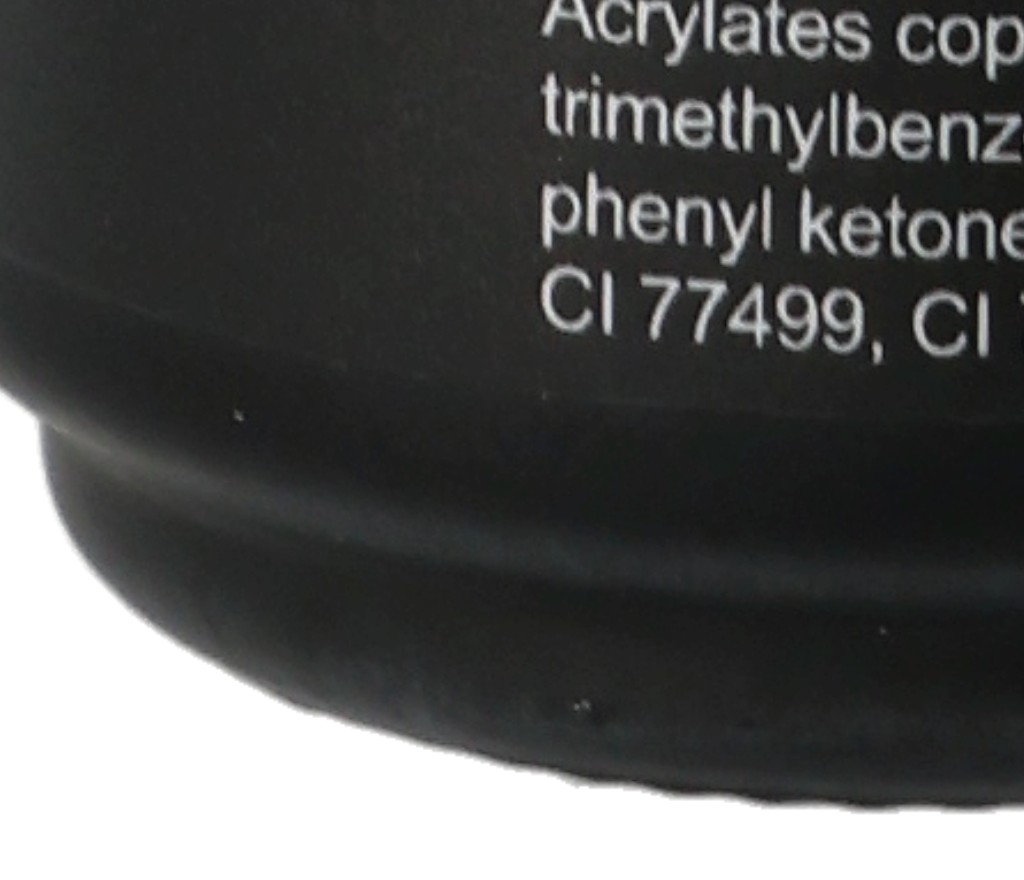 Acrylates cop
trimethylbenz
phenyl ketone
CI 77499, CI